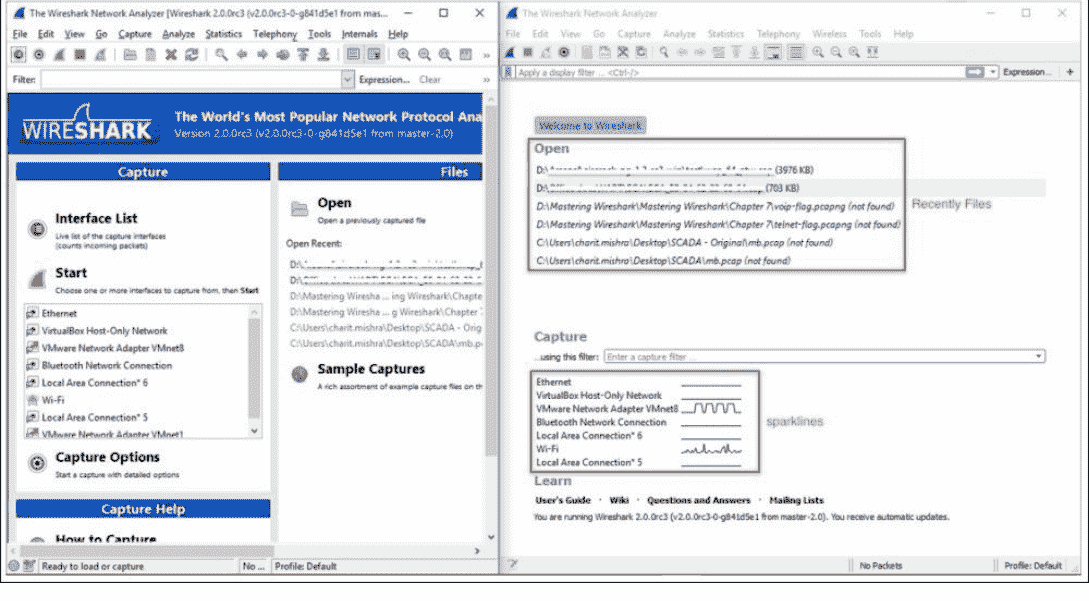 The Wireshark Network Analyzer [Wireshark 2.0.0rc3 (v2.0.0rc3-0-g841d5e1 from mas...
File Edit View Go Capture Analyze Statistics Telephony Tools Internals Help
Filter: Expression... Clear
WIRESHARK
The World's Most Popular Network Protocol Ana
Version 2.0.0rc3 (v2.0.0rc3-0-g841d5e1 from master-2.0)
Capture
Interface List
Live list of the capture interfaces
(counts incoming packets)
Start
Choose one or more interfaces to capture from, then Start
Ethernet
VirtualBox Host-Only Network
VMware Network Adapter VMnet8
Bluetooth Network Connection
Local Area Connection* 6
Wi-Fi
Local Area Connection* 5
VMware Network Adapter VMnet1
Capture Options
Start a capture with detailed options
Capture Help
How to Capture
Files
Open
Open a previously captured file
Open Recent:
D:\
D:\
D:\Mastering Wiresha ... ing Wireshark\Chapte
D:\Mastering Wiresha ... g Wireshark\Chapter
C:\Users\charit.mishra\Desktop\SCADA - Orig
C:\Users\charit.mishra\Desktop\SCADA\mb.p
Sample Captures
A rich assortment of example capture files on th
Ready to load or capture No ... Profile: Default
The Wireshark Network Analyzer
File Edit View Go Capture Analyze Statistics Telephony Wireless Tools Help
Apply a display filter ... <Ctrl-/> Expression... +
Welcome to Wireshark
Open
D:\ (3976 KB)
D:\ (703 KB)
D:\Mastering Wireshark\Mastering Wireshark\Chapter 7\voip-flag.pcapng (not found)
D:\Mastering Wireshark\Mastering Wireshark\Chapter 7\telnet-flag.pcapng (not found)
C:\Users\charit.mishra\Desktop\SCADA - Original\mb.pcap (not found)
C:\Users\charit.mishra\Desktop\SCADA\mb.pcap (not found)
Recently Files
Capture
...using this filter: Enter a capture filter ...
Ethernet
VirtualBox Host-Only Network
VMware Network Adapter VMnet8
Bluetooth Network Connection
Local Area Connection* 6
Wi-Fi
Local Area Connection* 5
sparklines
Learn
User's Guide · Wiki · Questions and Answers · Mailing Lists
You are running Wireshark 2.0.0rc3 (v2.0.0rc3-0-g841d5e1 from master-2.0). You receive automatic updates.
No Packets Profile: Default